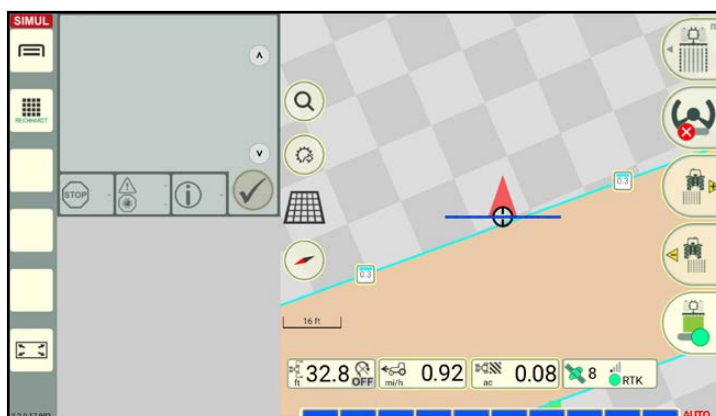 SIMUL
REICHHARDT
STOP
0.3
0.3
16 ft
ft 32.8 OFF
mi/h 0.92
ac 0.08
8 RTK
AUTO